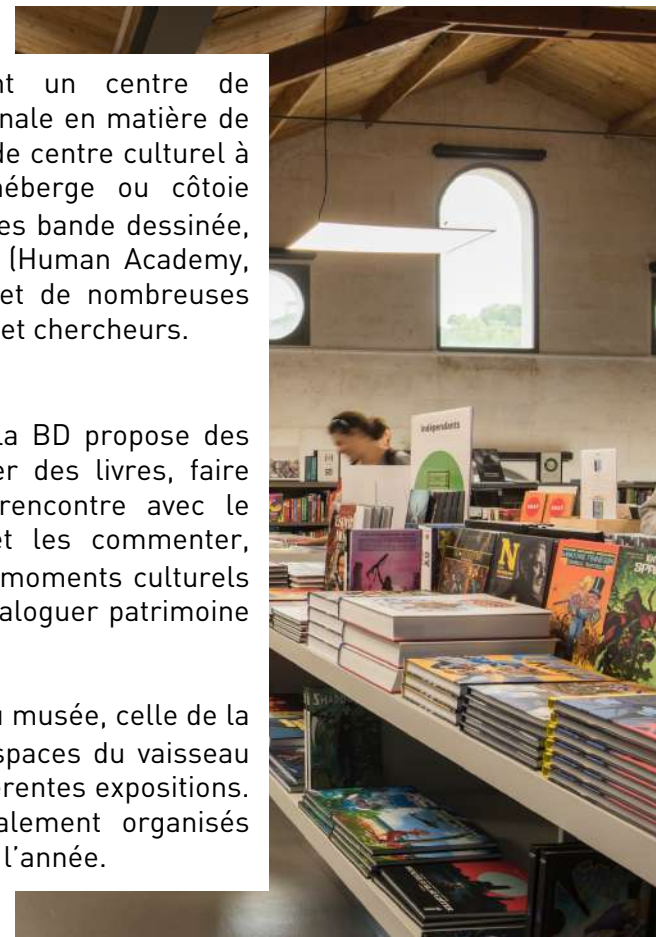 nt un centre de
nale en matière de
de centre culturel à
éberge ou côtoie
es bande dessinée,
(Human Academy,
et de nombreuses
et chercheurs.
la BD propose des
er des livres, faire
rencontre avec le
et les commenter,
moments culturels
aloguer patrimoine
u musée, celle de la
spaces du vaisseau
érentes expositions.
alement organisés
l'année.
indépendants
N